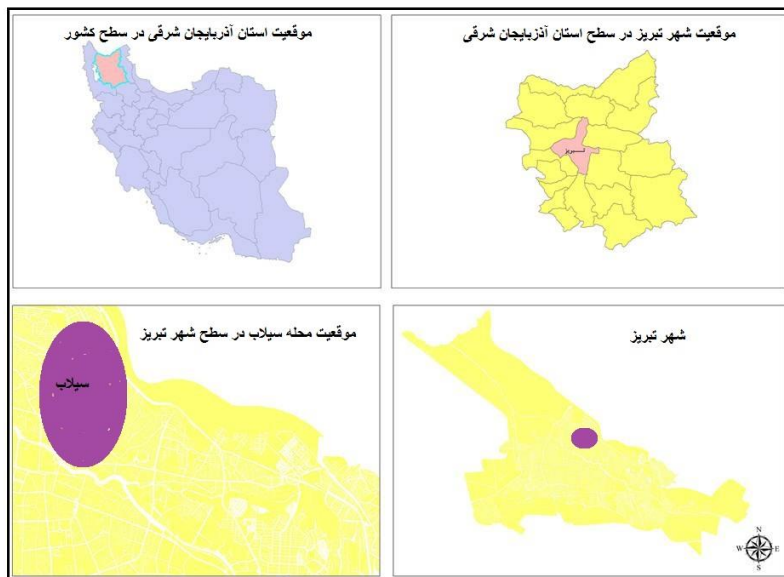 موقعیت استان آذربایجان شرقی در سطح کشور
موقعیت شهر تبریز در سطح استان آذزبایجان شرقی
تبریز
موقعیت محله سیلاب در سطح شهر تبریز
سیلاب
شهر تبریز
N
W E
S